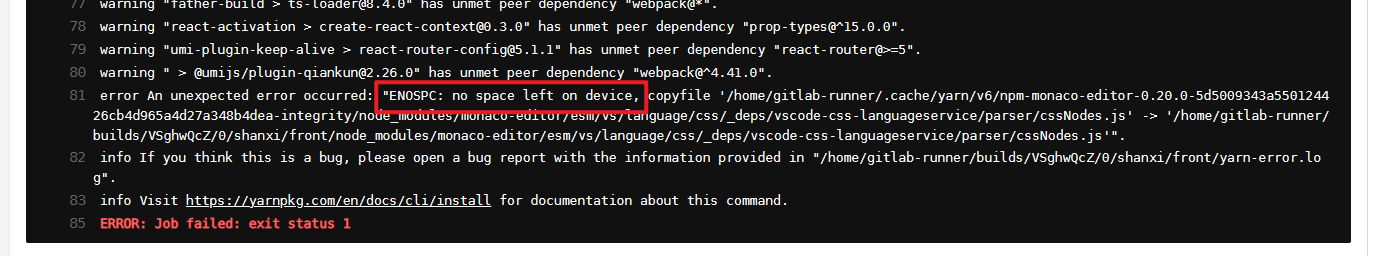 77 warning "father-build > ts-loader@8.4.0" has unmet peer dependency "webpack@*".
78 warning "react-activation > create-react-context@0.3.0" has unmet peer dependency "prop-types@^15.0.0".
79 warning "umi-plugin-keep-alive > react-router-config@5.1.1" has unmet peer dependency "react-router@>=5".
80 warning " > @umijs/plugin-qiankun@2.26.0" has unmet peer dependency "webpack@^4.41.0".
81 error An unexpected error occurred: "ENOSPC: no space left on device, copyfile '/home/gitlab-runner/.cache/yarn/v6/npm-monaco-editor-0.20.0-5d5009343a5501244
26cb4d965a4d27a348b4dea-integrity/node_modules/monaco-editor/esm/vs/language/css/_deps/vscode-css-languageservice/parser/cssNodes.js' -> '/home/gitlab-runner/
builds/VSghwQcZ/0/shanxi/front/node_modules/monaco-editor/esm/vs/language/css/_deps/vscode-css-languageservice/parser/cssNodes.js'".
82 info If you think this is a bug, please open a bug report with the information provided in "/home/gitlab-runner/builds/VSghwQcZ/0/shanxi/front/yarn-error.lo
g".
83 info Visit https://yarnpkg.com/en/docs/cli/install for documentation about this command.
85 ERROR: Job failed: exit status 1